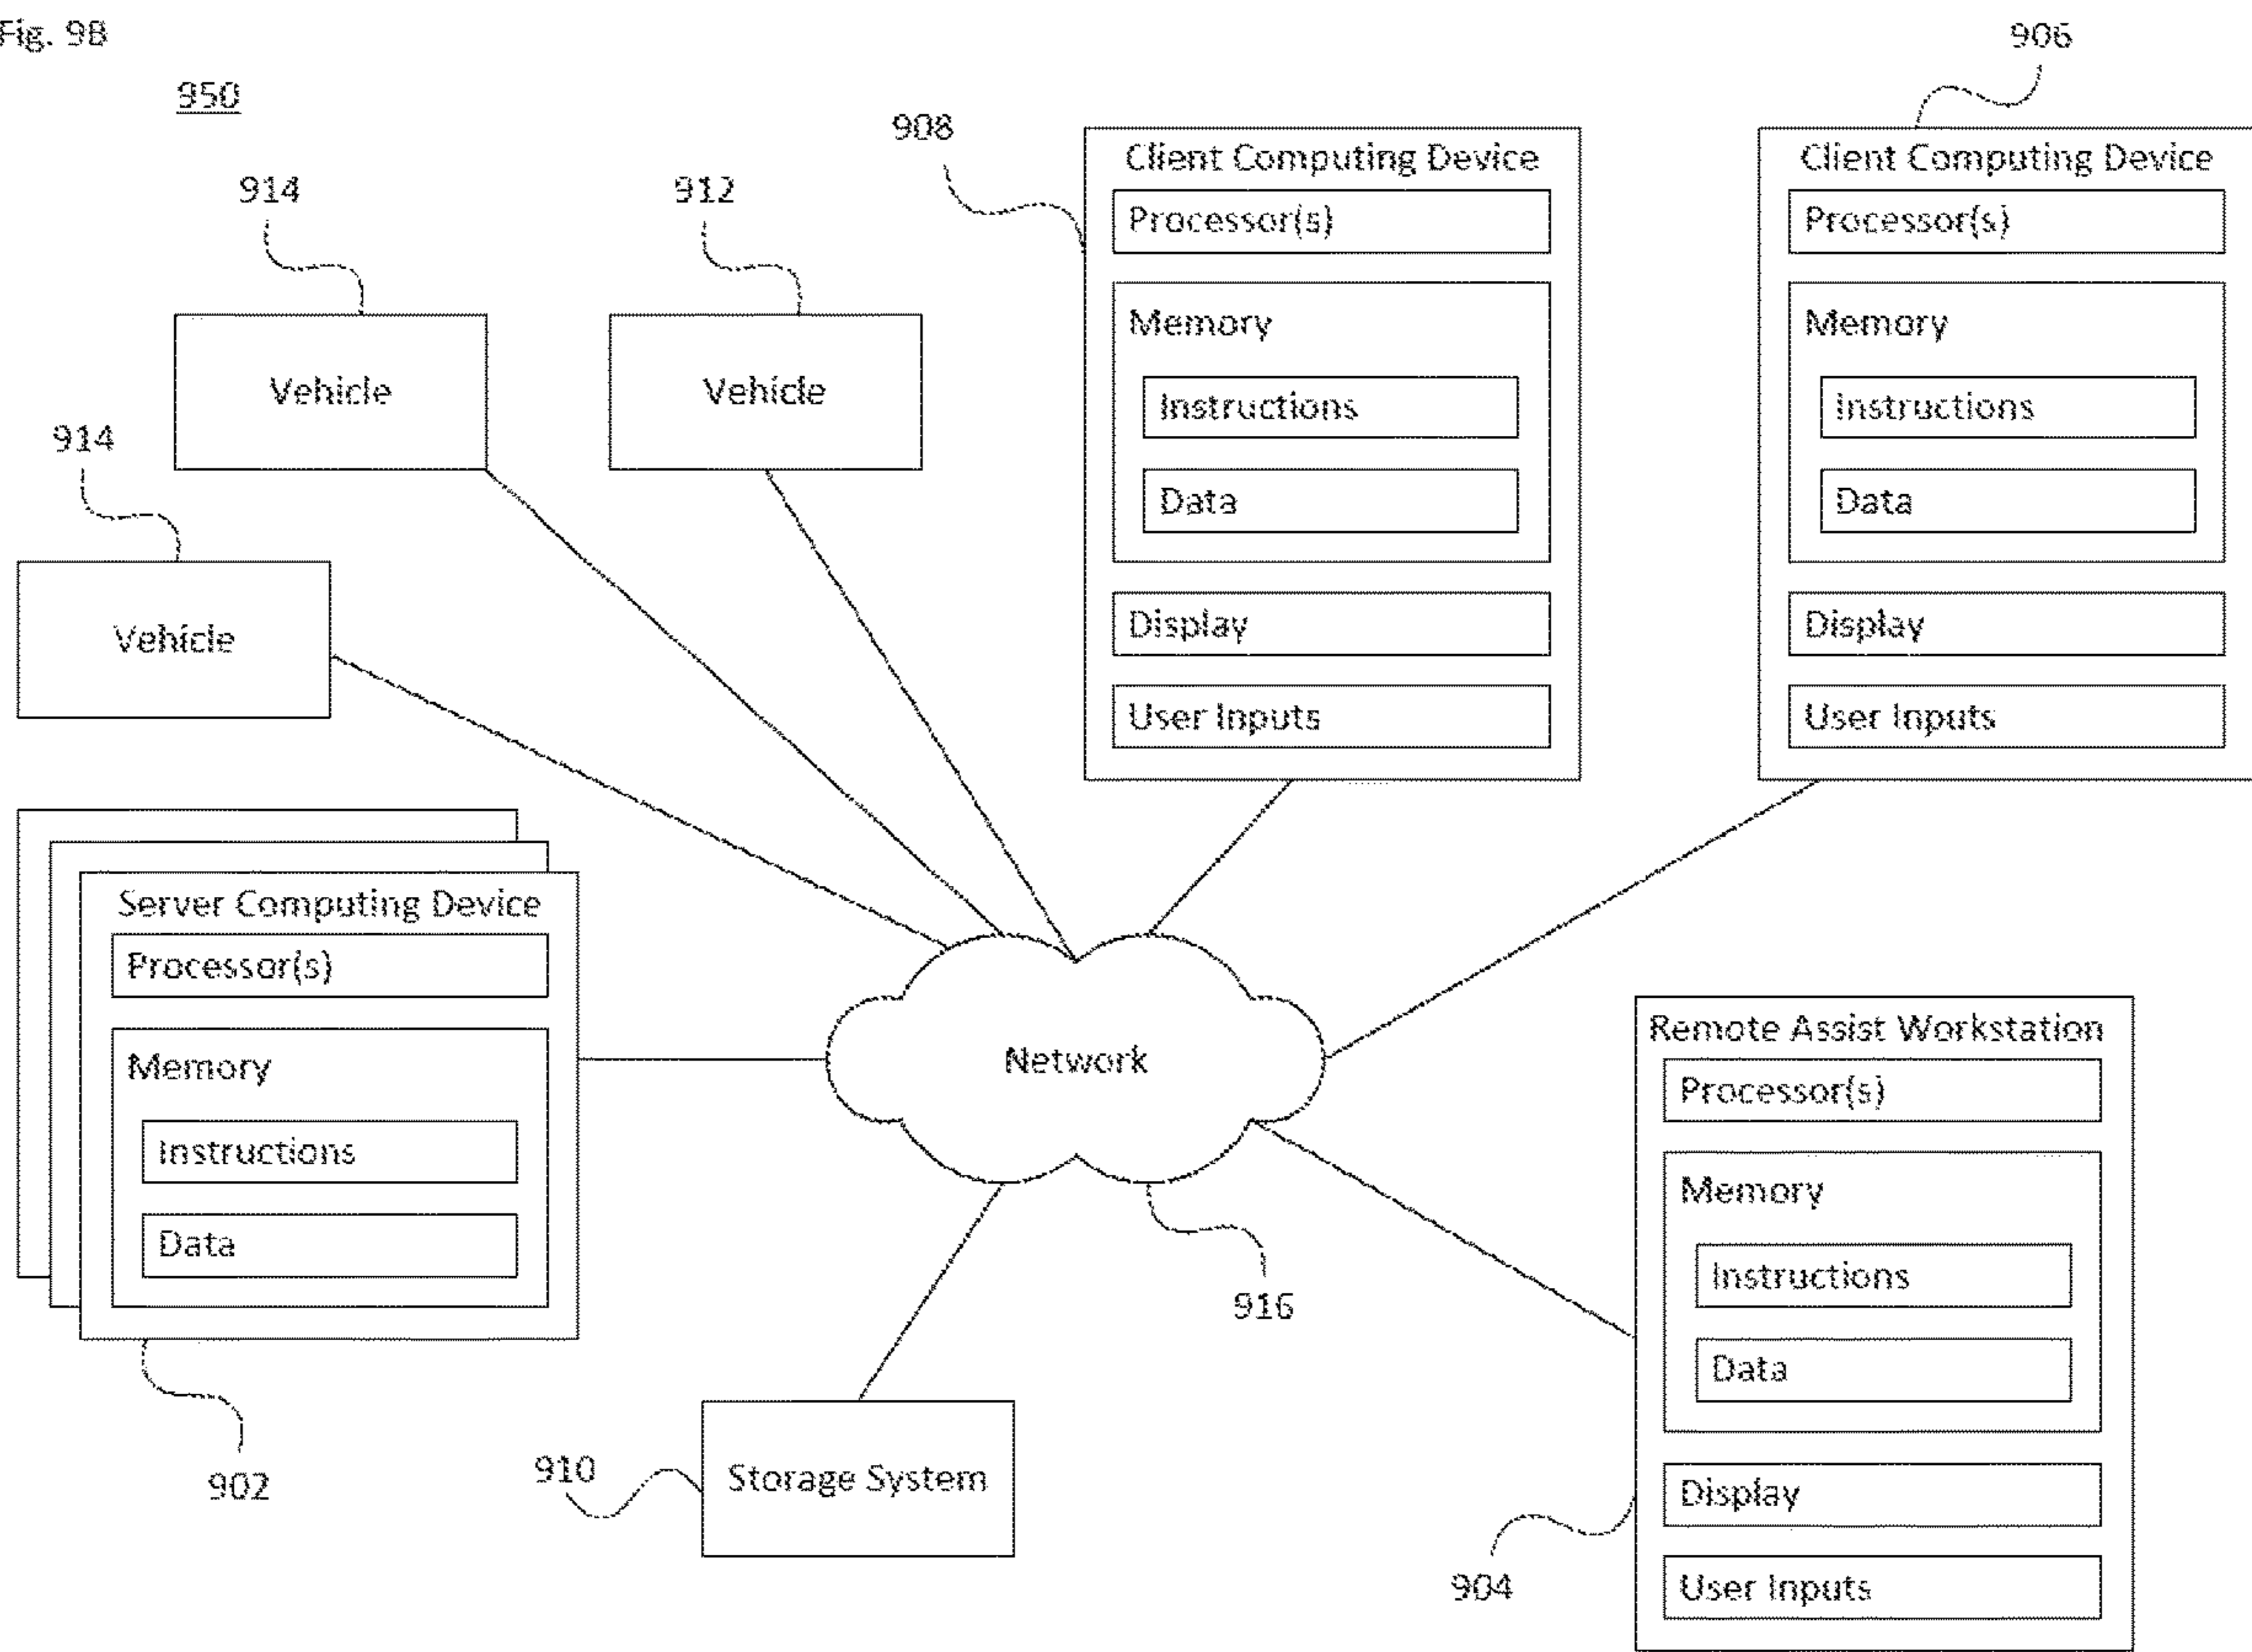 Fig. 9B
950
906
908
914
912
914
Client Computing Device
Processor(s)
Memory
Instructions
Data
Display
User Inputs
Client Computing Device
Processor(s)
Memory
Instructions
Data
Display
User Inputs
Vehicle
Vehicle
Vehicle
Server Computing Device
Processor(s)
Memory
Instructions
Data
902
Network
916
Storage System
910
Remote Assist Workstation
Processor(s)
Memory
Instructions
Data
Display
User Inputs
904